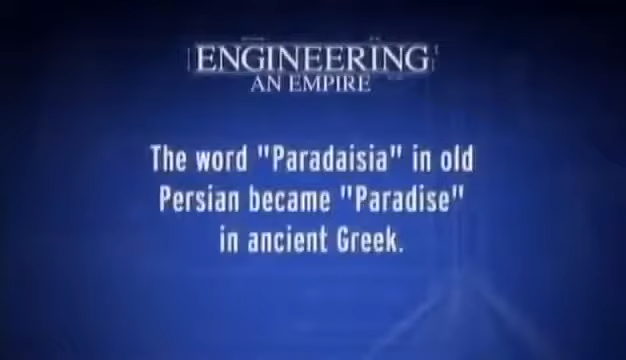 ENGINEERING
AN EMPIRE
The word "Paradaisia" in old
Persian became "Paradise"
in ancient Greek.